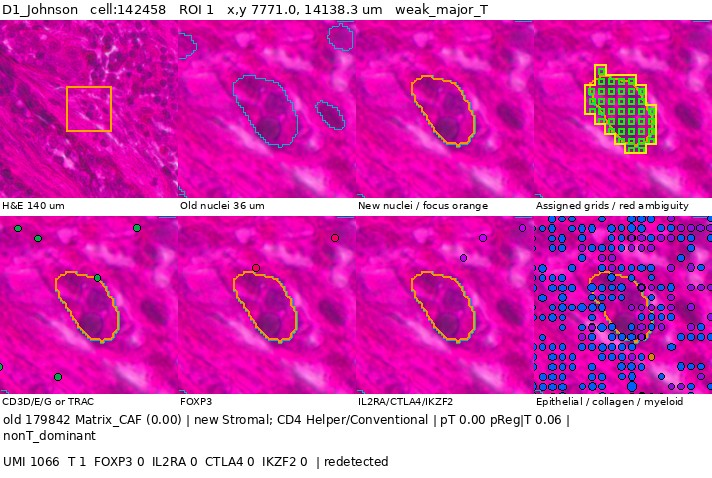 D1_Johnson cell:142458 ROI 1 x,y 7771.0, 14138.3 um weak_major_T
H&E 140 um
Old nuclei 36 um
New nuclei / focus orange
Assigned grids / red ambiguity
CD3D/E/G or TRAC
FOXP3
IL2RA/CTLA4/IKZF2
Epithelial / collagen / myeloid
old 179842 Matrix_CAF (0.00) | new Stromal; CD4 Helper/Conventional | pT 0.00 pReg|T 0.06 |
nonT_dominant
UMI 1066 T 1 FOXP3 0 IL2RA 0 CTLA4 0 IKZF2 0 | redetected